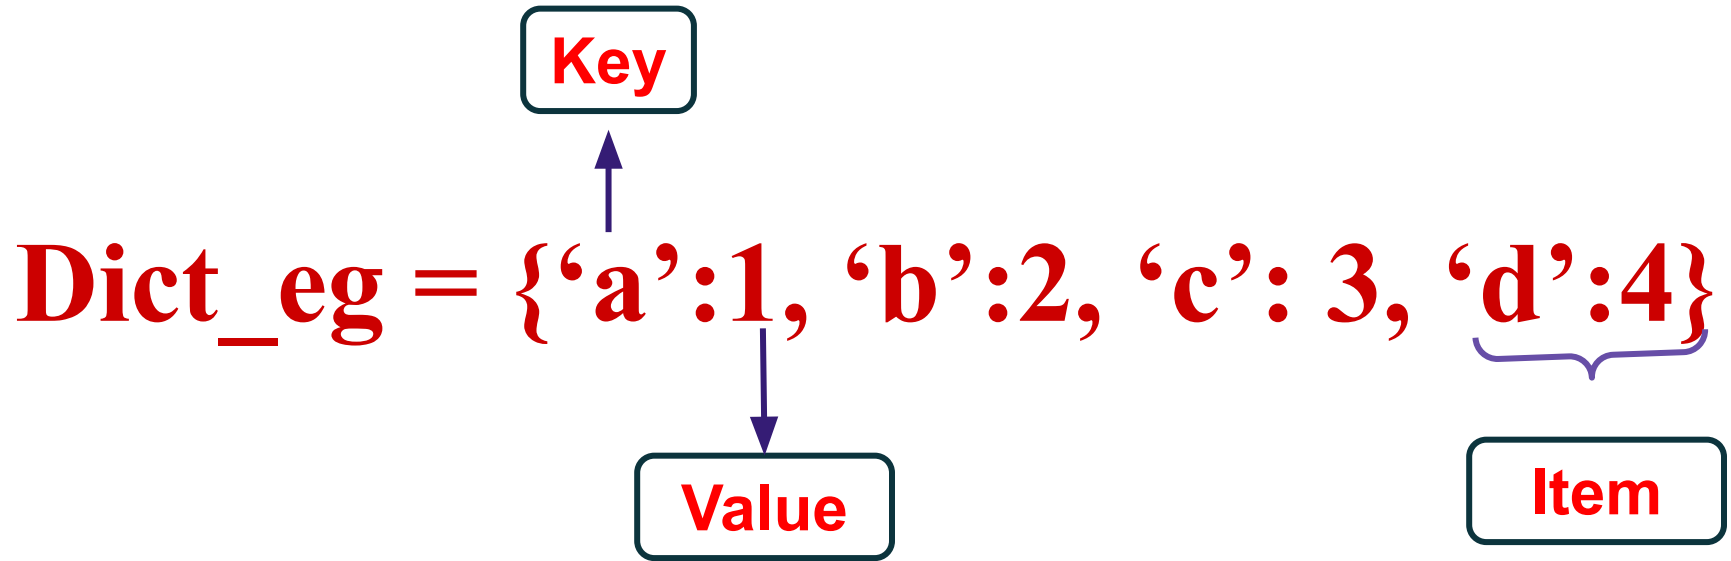 Key
Dict_eg = {‘a’:1, ‘b’:2, ‘c’: 3, ‘d’:4}
Value
Item